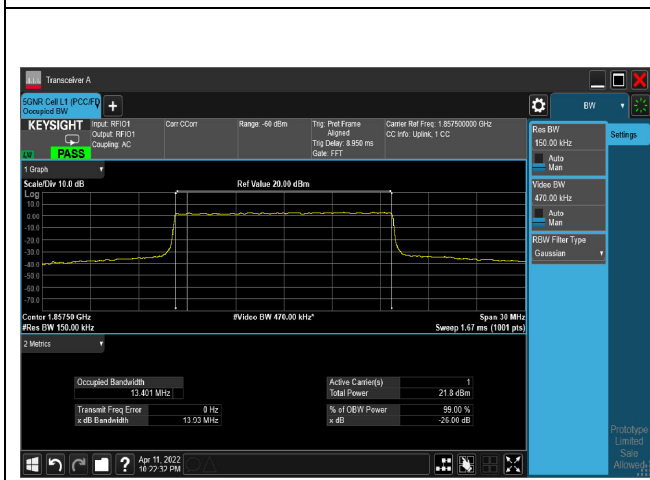 Transceiver A
5GNR Cell L1 (PCC/FD
Occupied BW
+
BW
KEYSIGHT
Input: RFIO1
Output: RFIO1
Coupling: AC
Corr CCorr
Range: -60 dBm
Trig: Prot Frame
Aligned
Trig Delay: 8.950 ms
Gate: FFT
Carrier Ref Freq: 1.857500000 GHz
CC Info: Uplink, 1 CC
PASS
Res BW
150.00 kHz
Auto
Man
Settings
Video BW
470.00 kHz
Auto
Man
RBW Filter Type
Gaussian
1 Graph
Scale/Div 10.0 dB
Ref Value 20.00 dBm
Log
10.0
0.00
-10.0
-20.0
-30.0
-40.0
-50.0
-60.0
-70.0
Center 1.85750 GHz
#Video BW 470.00 kHz*
Span 30 MHz
#Res BW 150.00 kHz
Sweep 1.67 ms (1001 pts)
2 Metrics
Occupied Bandwidth
13.401 MHz
Active Carrier(s) 1
Total Power 21.8 dBm
Transmit Freq Error 0 Hz
x dB Bandwidth 13.93 MHz
% of OBW Power 99.00 %
x dB -26.00 dB
Prototype
Limited
Sale
Allowed
? Apr 11, 2022
10:22:32 PM